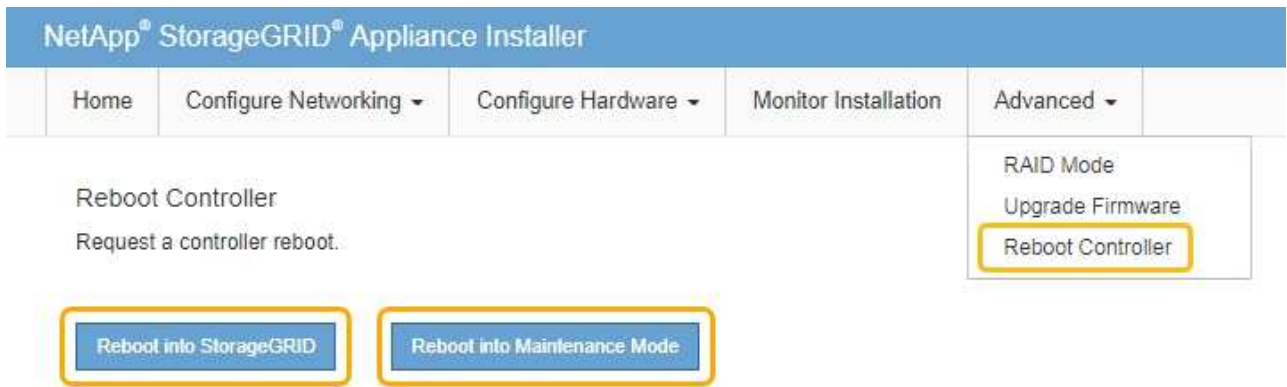 NetApp® StorageGRID® Appliance Installer
Home Configure Networking Configure Hardware Monitor Installation Advanced
RAID Mode
Upgrade Firmware
Reboot Controller
Reboot Controller
Request a controller reboot.
Reboot into StorageGRID Reboot into Maintenance Mode